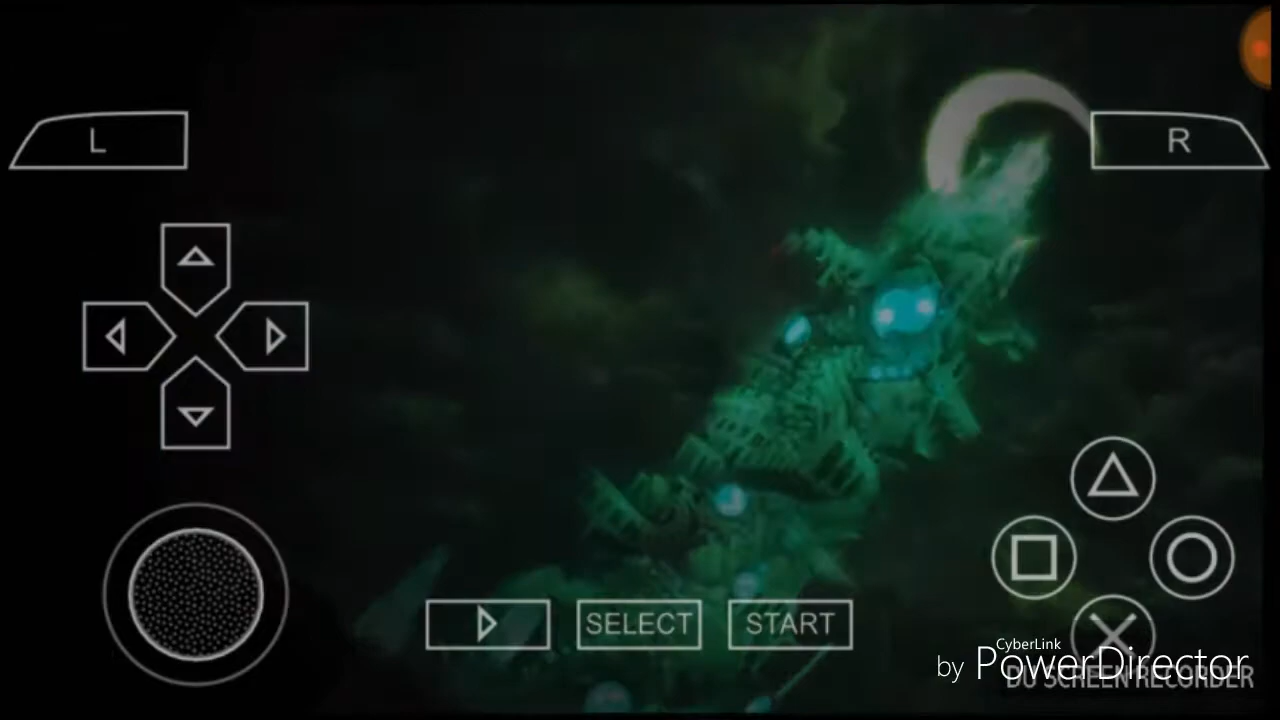 L
R
SELECT
START
CyberLink
by PowerDirector
DU SCREEN RECORDER